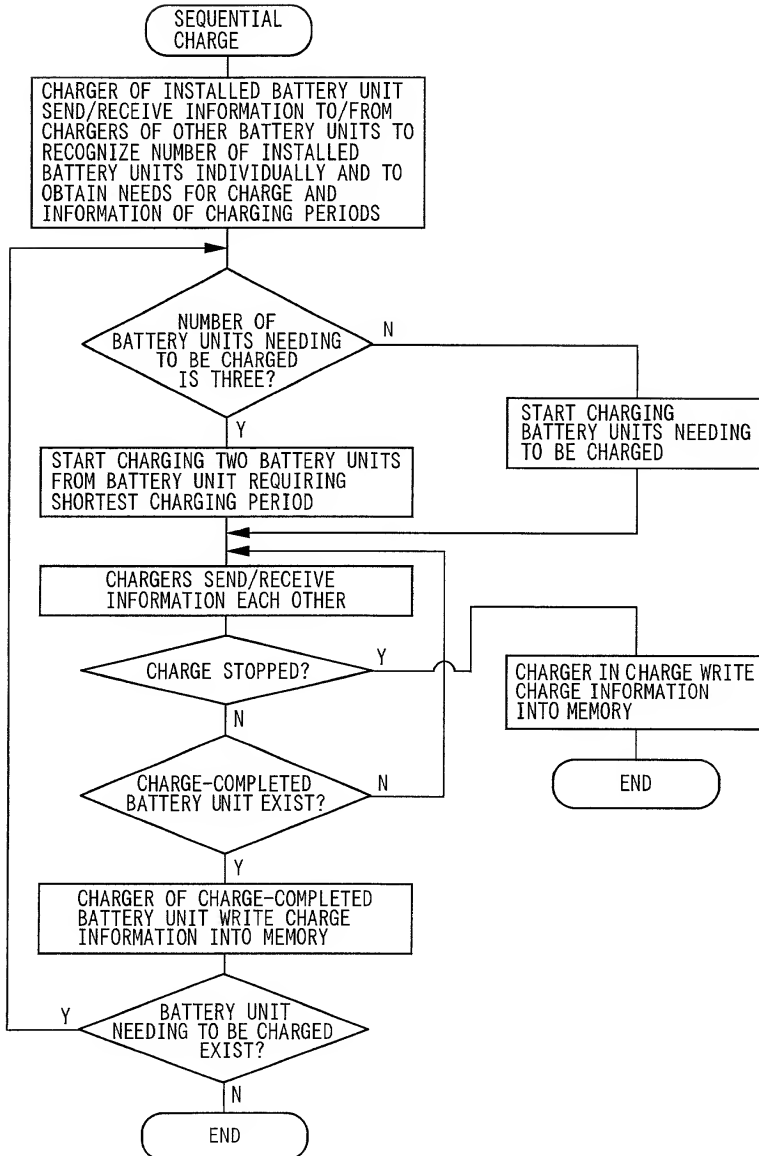 SEQUENTIAL
CHARGE
CHARGER OF INSTALLED BATTERY UNIT
SEND/RECEIVE INFORMATION TO/FROM
CHARGERS OF OTHER BATTERY UNITS TO
RECOGNIZE NUMBER OF INSTALLED
BATTERY UNITS INDIVIDUALLY AND TO
OBTAIN NEEDS FOR CHARGE AND
INFORMATION OF CHARGING PERIODS
NUMBER OF
BATTERY UNITS NEEDING
TO BE CHARGED
IS THREE?
N
Y
START CHARGING
BATTERY UNITS NEEDING
TO BE CHARGED
START CHARGING TWO BATTERY UNITS
FROM BATTERY UNIT REQUIRING
SHORTEST CHARGING PERIOD
CHARGERS SEND/RECEIVE
INFORMATION EACH OTHER
CHARGE STOPPED?
Y
N
CHARGER IN CHARGE WRITE
CHARGE INFORMATION
INTO MEMORY
END
CHARGE-COMPLETED
BATTERY UNIT EXIST?
N
Y
CHARGER OF CHARGE-COMPLETED
BATTERY UNIT WRITE CHARGE
INFORMATION INTO MEMORY
BATTERY UNIT
NEEDING TO BE CHARGED
EXIST?
Y
N
END